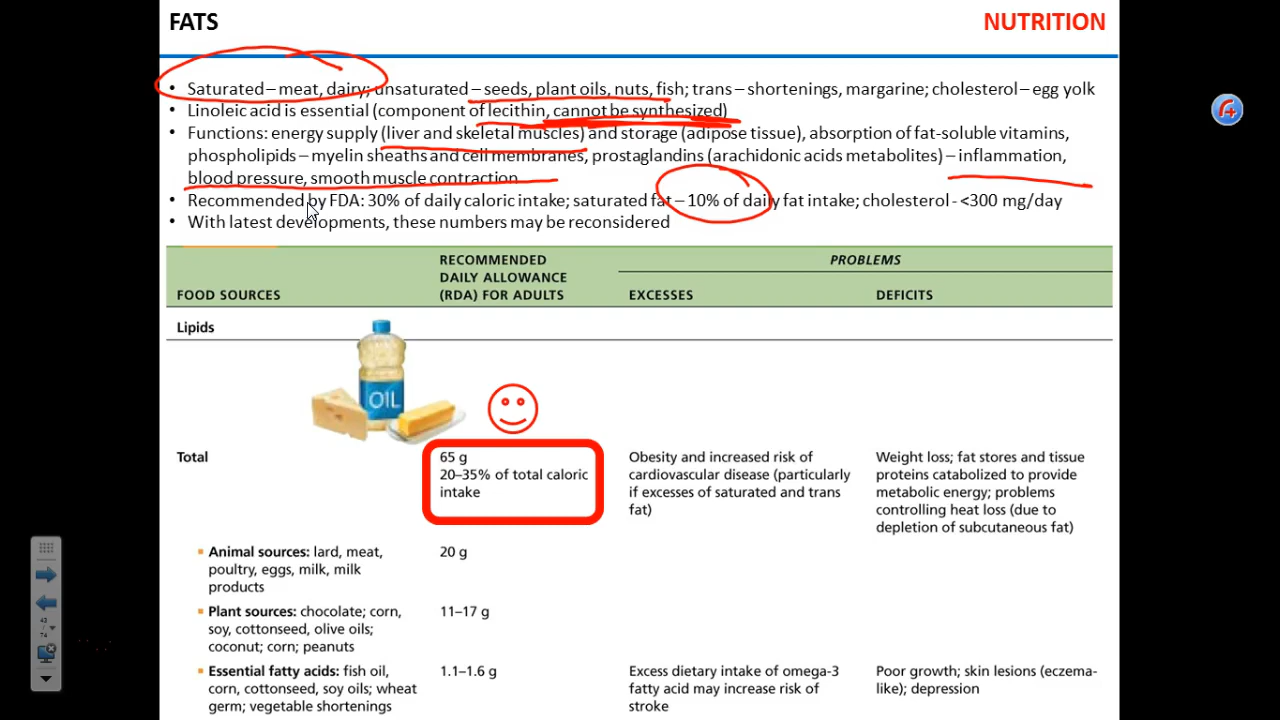 FATS
NUTRITION
• Saturated – meat, dairy; unsaturated – seeds, plant oils, nuts, fish; trans – shortenings, margarine; cholesterol – egg yolk
• Linoleic acid is essential (component of lecithin, cannot be synthesized)
• Functions: energy supply (liver and skeletal muscles) and storage (adipose tissue), absorption of fat-soluble vitamins,
phospholipids – myelin sheaths and cell membranes, prostaglandins (arachidonic acids metabolites) – inflammation,
blood pressure, smooth muscle contraction
• Recommended by FDA: 30% of daily caloric intake; saturated fat – 10% of daily fat intake; cholesterol - <300 mg/day
• With latest developments, these numbers may be reconsidered
FOOD SOURCES
RECOMMENDED
DAILY ALLOWANCE
(RDA) FOR ADULTS
PROBLEMS
EXCESSES
DEFICITS
Lipids
OIL
Total
65 g
20–35% of total caloric
intake
Obesity and increased risk of
cardiovascular disease (particularly
if excesses of saturated and trans
fat)
Weight loss; fat stores and tissue
proteins catabolized to provide
metabolic energy; problems
controlling heat loss (due to
depletion of subcutaneous fat)
Animal sources: lard, meat,
poultry, eggs, milk, milk
products
20 g
Plant sources: chocolate; corn,
soy, cottonseed, olive oils;
coconut; corn; peanuts
11–17 g
Essential fatty acids: fish oil,
corn, cottonseed, soy oils; wheat
germ; vegetable shortenings
1.1–1.6 g
Excess dietary intake of omega-3
fatty acid may increase risk of
stroke
Poor growth; skin lesions (eczema-
like); depression
43
/
74